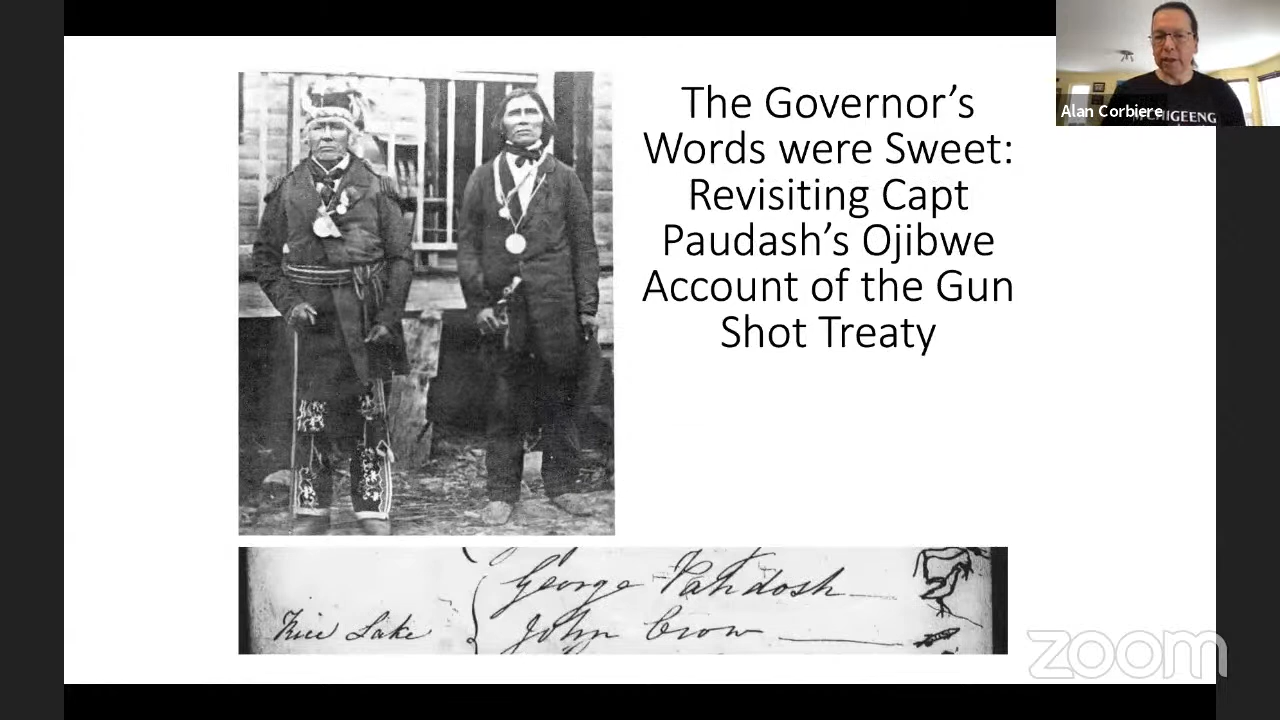 The Governor’s
Words were Sweet:
Revisiting Capt
Paudash’s Ojibwe
Account of the Gun
Shot Treaty
Alan Corbiere
M'CHIGEENG
George Pahdosh
Rice Lake
John Crow
zoom